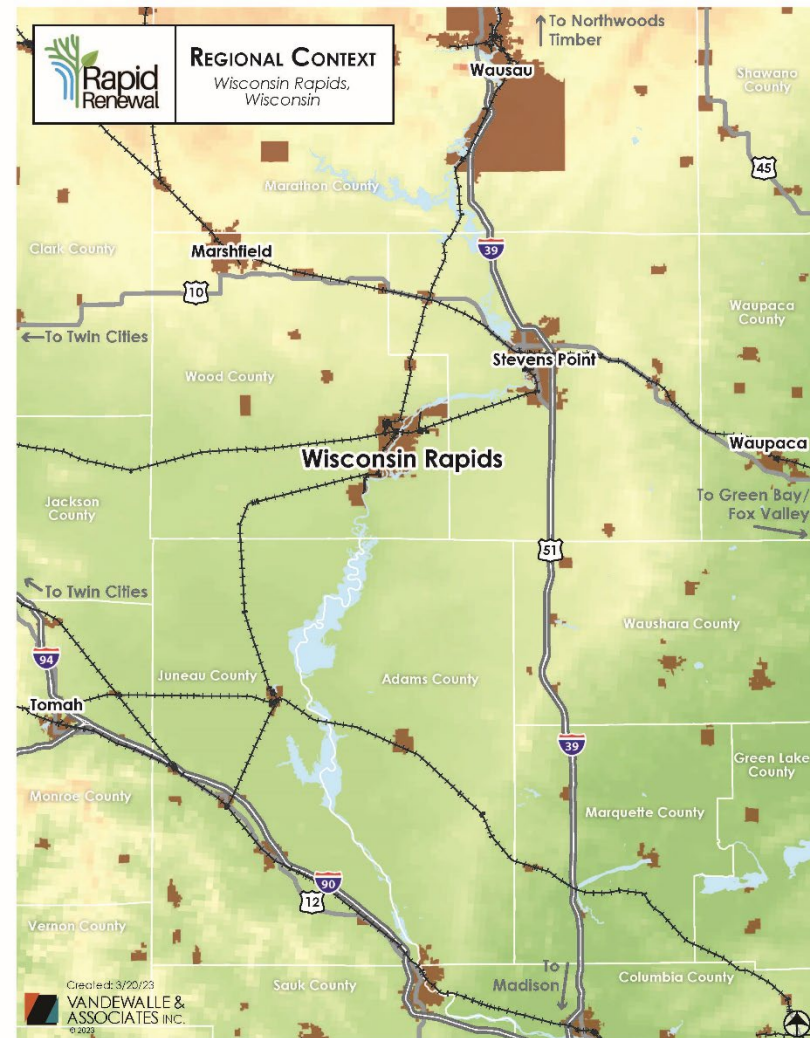 Rapid
Renewal
REGIONAL CONTEXT
Wisconsin Rapids,
Wisconsin
To Northwoods
Timber
Wausau
Shawano
County
45
Marathon County
Clark County
Marshfield
39
10
To Twin Cities
Waupaca
County
Stevens Point
Wood County
Wisconsin Rapids
Waupaca
To Green Bay/
Fox Valley
Jackson
County
51
To Twin Cities
Waushara County
94
Juneau County
Adams County
Tomah
39
Green Lake
County
Monroe County
Marquette County
90
12
Vernon County
To
Madison
Sauk County
Columbia County
Created: 3/20/23
VANDEWALLE &
ASSOCIATES INC.
© 2023